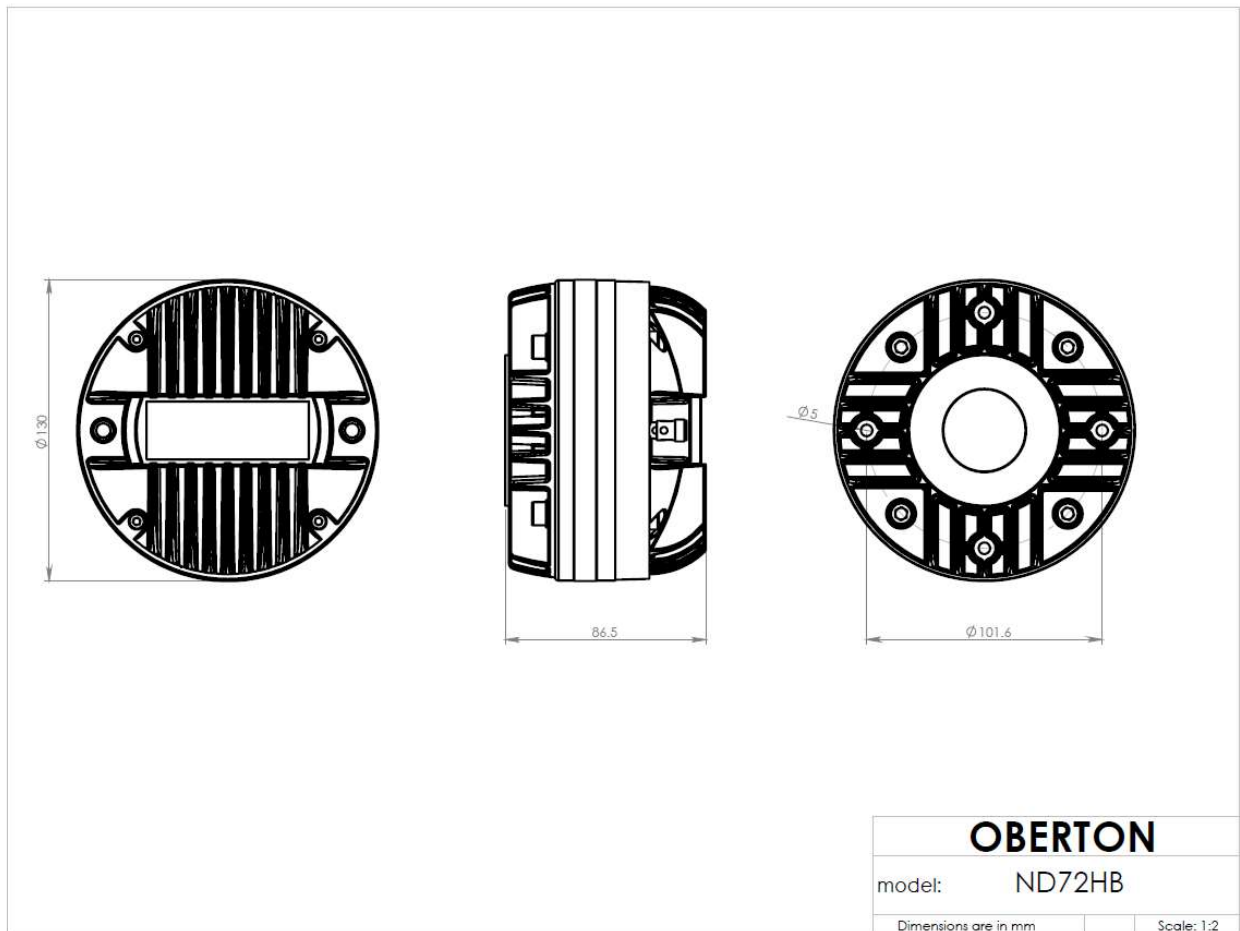 Ø130
86.5
Ø5
Ø101.6
OBERTON
model: ND72HB
Dimensions are in mm Scale: 1:2